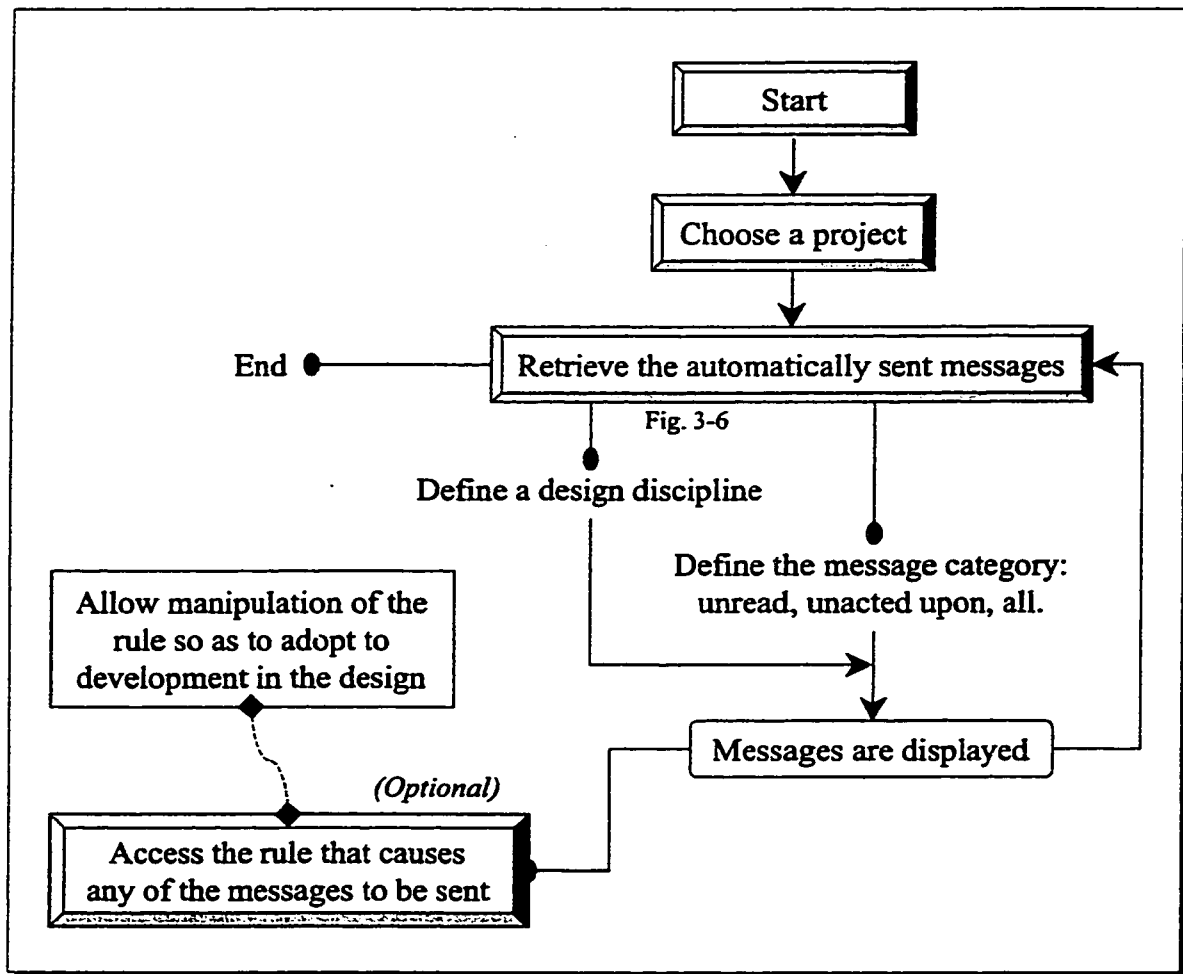 Start
Choose a project
End
Retrieve the automatically sent messages
Fig. 3-6
Define a design discipline
Define the message category:
unread, unacted upon, all.
Allow manipulation of the
rule so as to adopt to
development in the design
Messages are displayed
(Optional)
Access the rule that causes
any of the messages to be sent